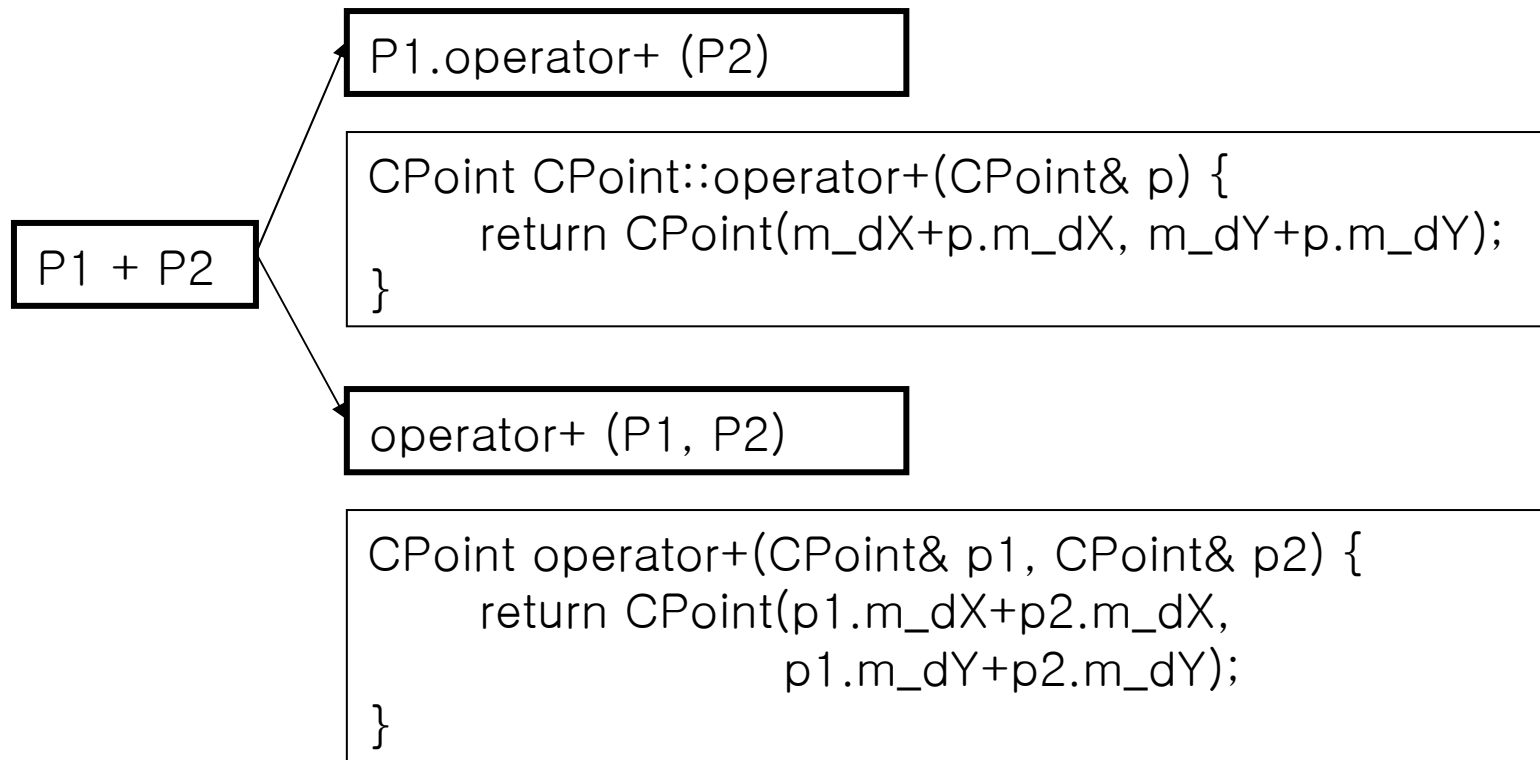 P1.operator+ (P2)
CPoint CPoint::operator+(CPoint& p) {
return CPoint(m_dX+p.m_dX, m_dY+p.m_dY);
}
P1 + P2
operator+ (P1, P2)
CPoint operator+(CPoint& p1, CPoint& p2) {
return CPoint(p1.m_dX+p2.m_dX,
p1.m_dY+p2.m_dY);
}